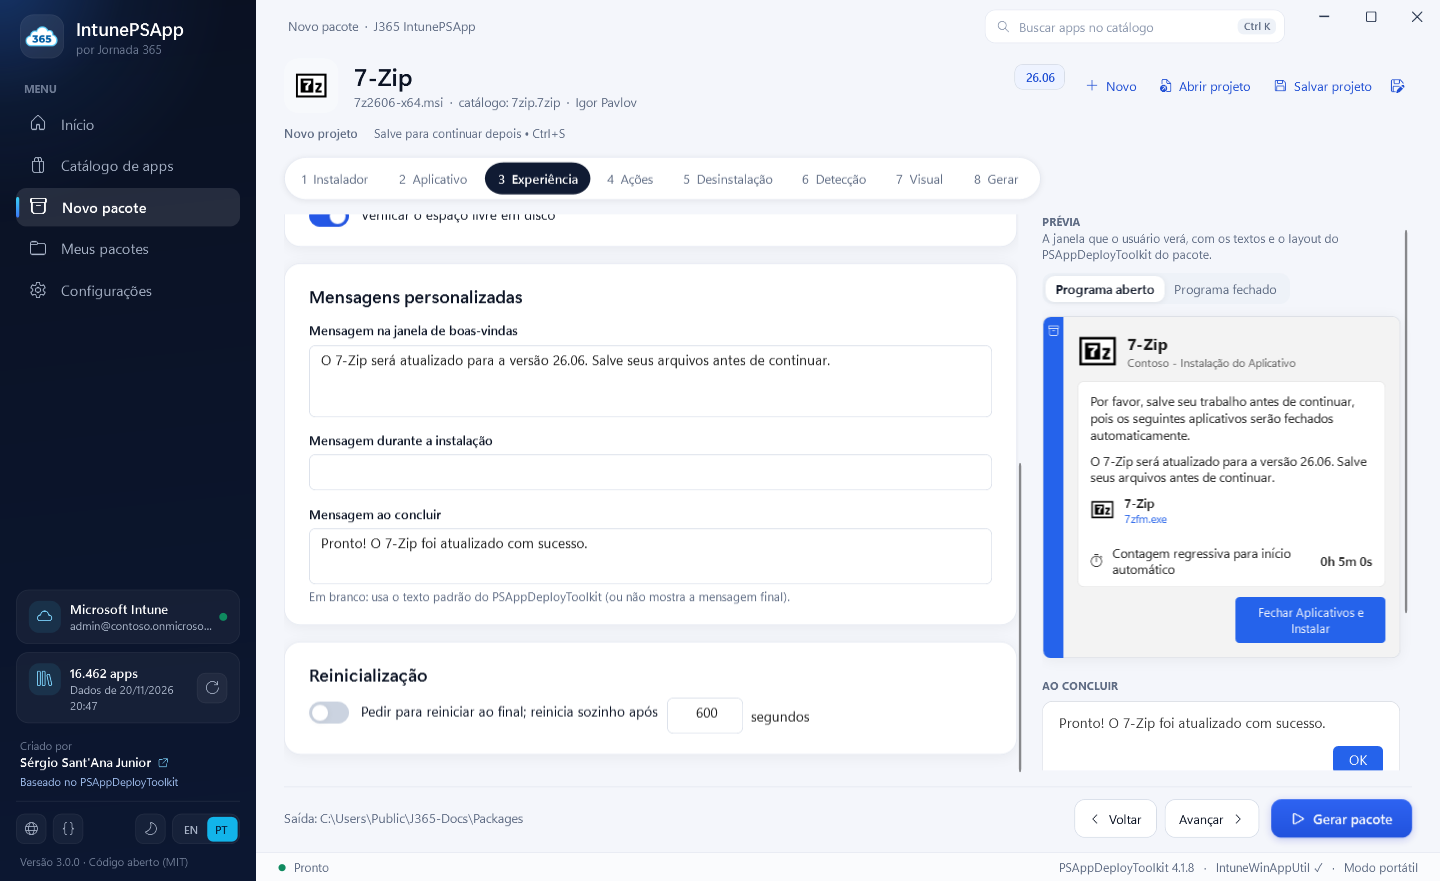 365
IntunePSApp
por Jornada 365
MENU
Início
Catálogo de apps
Novo pacote
Meus pacotes
Configurações
Microsoft Intune
admin@contoso.onmicroso...
16.462 apps
Dados de 20/11/2026
20:47
Criado por
Sérgio Sant'Ana Junior
Baseado no PSAppDeployToolkit
EN
PT
Versão 3.0.0 · Código aberto (MIT)
Novo pacote · J365 IntunePSApp
Buscar apps no catálogo
Ctrl K
7z
7-Zip
7z2606-x64.msi · catálogo: 7zip.7zip · Igor Pavlov
26.06
Novo
Abrir projeto
Salvar projeto
Novo projeto
Salve para continuar depois • Ctrl+S
1 Instalador
2 Aplicativo
3 Experiência
4 Ações
5 Desinstalação
6 Detecção
7 Visual
8 Gerar
Verificar o espaço livre em disco
Mensagens personalizadas
Mensagem na janela de boas-vindas
O 7-Zip será atualizado para a versão 26.06. Salve seus arquivos antes de continuar.
Mensagem durante a instalação
Mensagem ao concluir
Pronto! O 7-Zip foi atualizado com sucesso.
Em branco: usa o texto padrão do PSAppDeployToolkit (ou não mostra a mensagem final).
Reinicialização
Pedir para reiniciar ao final; reinicia sozinho após
600
segundos
PRÉVIA
A janela que o usuário verá, com os textos e o layout do
PSAppDeployToolkit do pacote.
Programa aberto
Programa fechado
7z
7-Zip
Contoso - Instalação do Aplicativo
Por favor, salve seu trabalho antes de continuar,
pois os seguintes aplicativos serão fechados
automaticamente.
O 7-Zip será atualizado para a versão 26.06. Salve
seus arquivos antes de continuar.
7z
7-Zip
7zfm.exe
Contagem regressiva para início
automático
0h 5m 0s
Fechar Aplicativos e
Instalar
AO CONCLUIR
Pronto! O 7-Zip foi atualizado com sucesso.
OK
Saída: C:\Users\Public\J365-Docs\Packages
Voltar
Avançar
Gerar pacote
Pronto
PSAppDeployToolkit 4.1.8 · IntuneWinAppUtil ✓ · Modo portátil